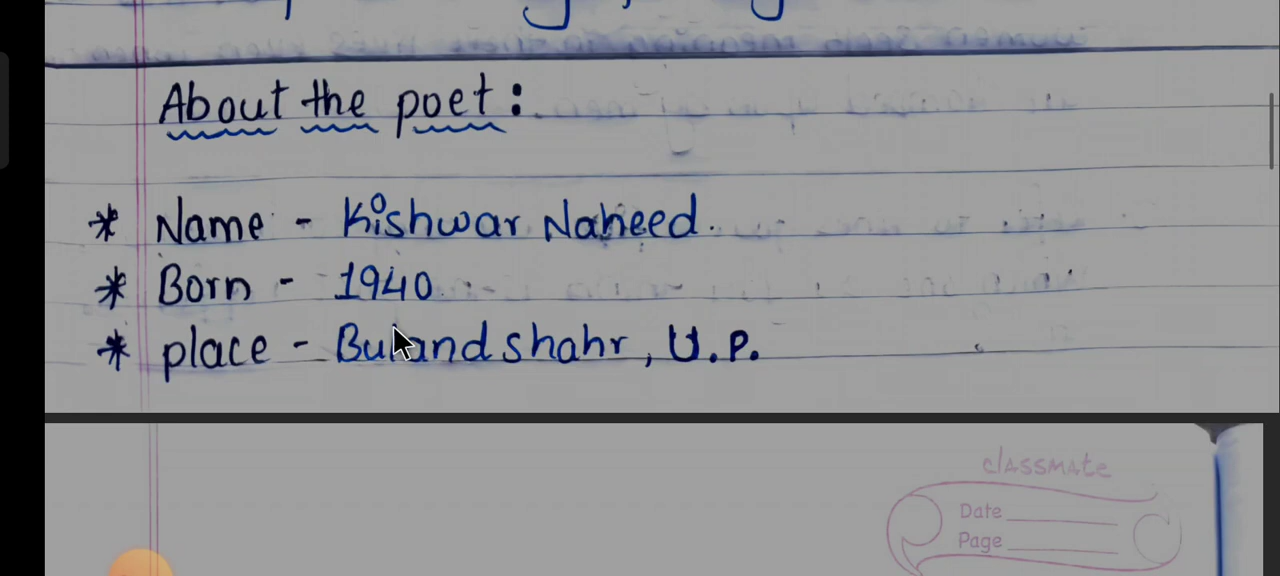 About the poet :
* Name - Kishwar Naheed.
* Born - 1940.
* place - Bulandshahr, U.P.
classmate
Date
Page